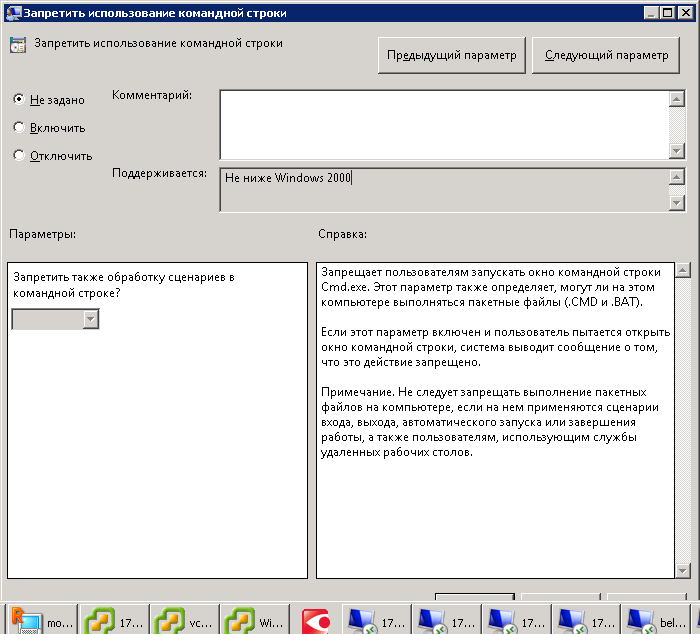 Запретить использование командной строки
Запретить использование командной строки
Предыдущий параметр
Следующий параметр
Не задано
Включить
Отключить
Комментарий:
Поддерживается:
Не ниже Windows 2000
Параметры:
Справка:
Запретить также обработку сценариев в
командной строке?
Запрещает пользователям запускать окно командной строки
Cmd.exe. Этот параметр также определяет, могут ли на этом
компьютере выполняться пакетные файлы (.CMD и .BAT).
Если этот параметр включен и пользователь пытается открыть
окно командной строки, система выводит сообщение о том,
что это действие запрещено.
Примечание. Не следует запрещать выполнение пакетных
файлов на компьютере, если на нем применяются сценарии
входа, выхода, автоматического запуска или завершения
работы, а также пользователям, использующим службы
удаленных рабочих столов.
mo...
17...
vc...
Wi...
17...
17...
17...
17...
bel...